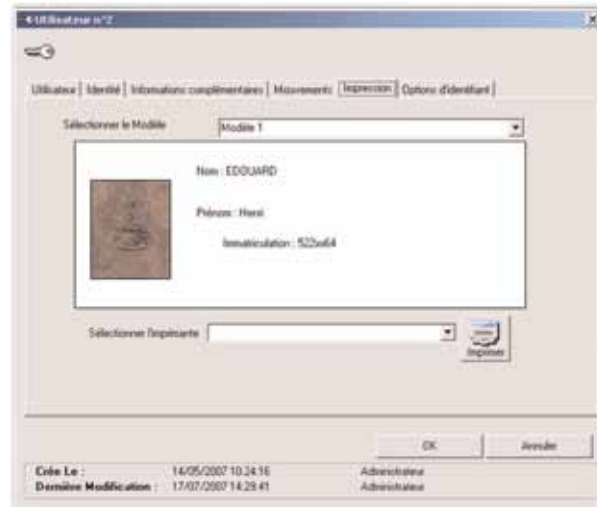 Utilisateur n°2
Utilisateur Identité Informations complémentaires Mouvements Impression Options d'identifiant
Sélectionner le Modèle Modèle 1
Nom : EDOUARD
Prénom : Hervé
Immatriculation : 522xx64
Sélectionner l'imprimante
Imprimer
OK Annuler
Crée Le : 14/05/2007 10:24:16 Administrateur
Dernière Modification : 17/07/2007 14:29:41 Administrateur